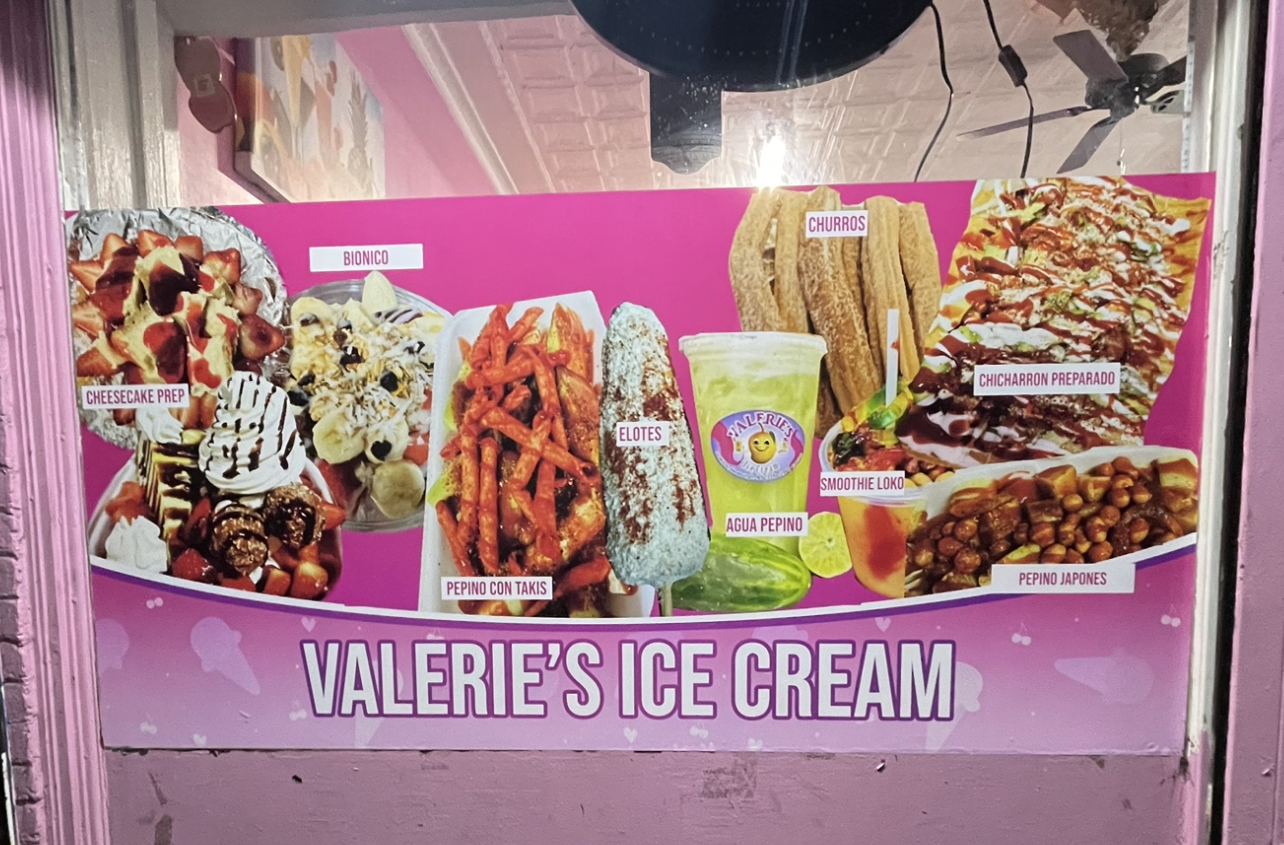 CHURROS
BIONICO
CHICHARRON PREPARADO
CHEESECAKE PREP
ELOTES
VALERIE'S
SMOOTHIE LOKO
AGUA PEPINO
PEPINO JAPONES
PEPINO CON TAKIS
VALERIE'S ICE CREAM